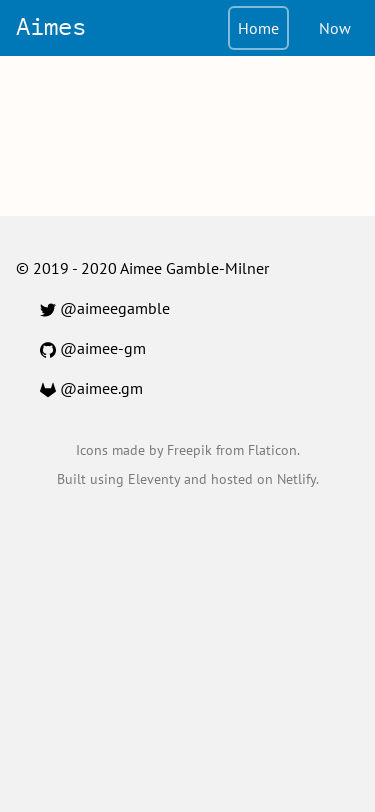 Aimes
Home
Now
© 2019 - 2020 Aimee Gamble-Milner
@aimeegamble
@aimee-gm
@aimee.gm
Icons made by Freepik from Flaticon.
Built using Eleventy and hosted on Netlify.